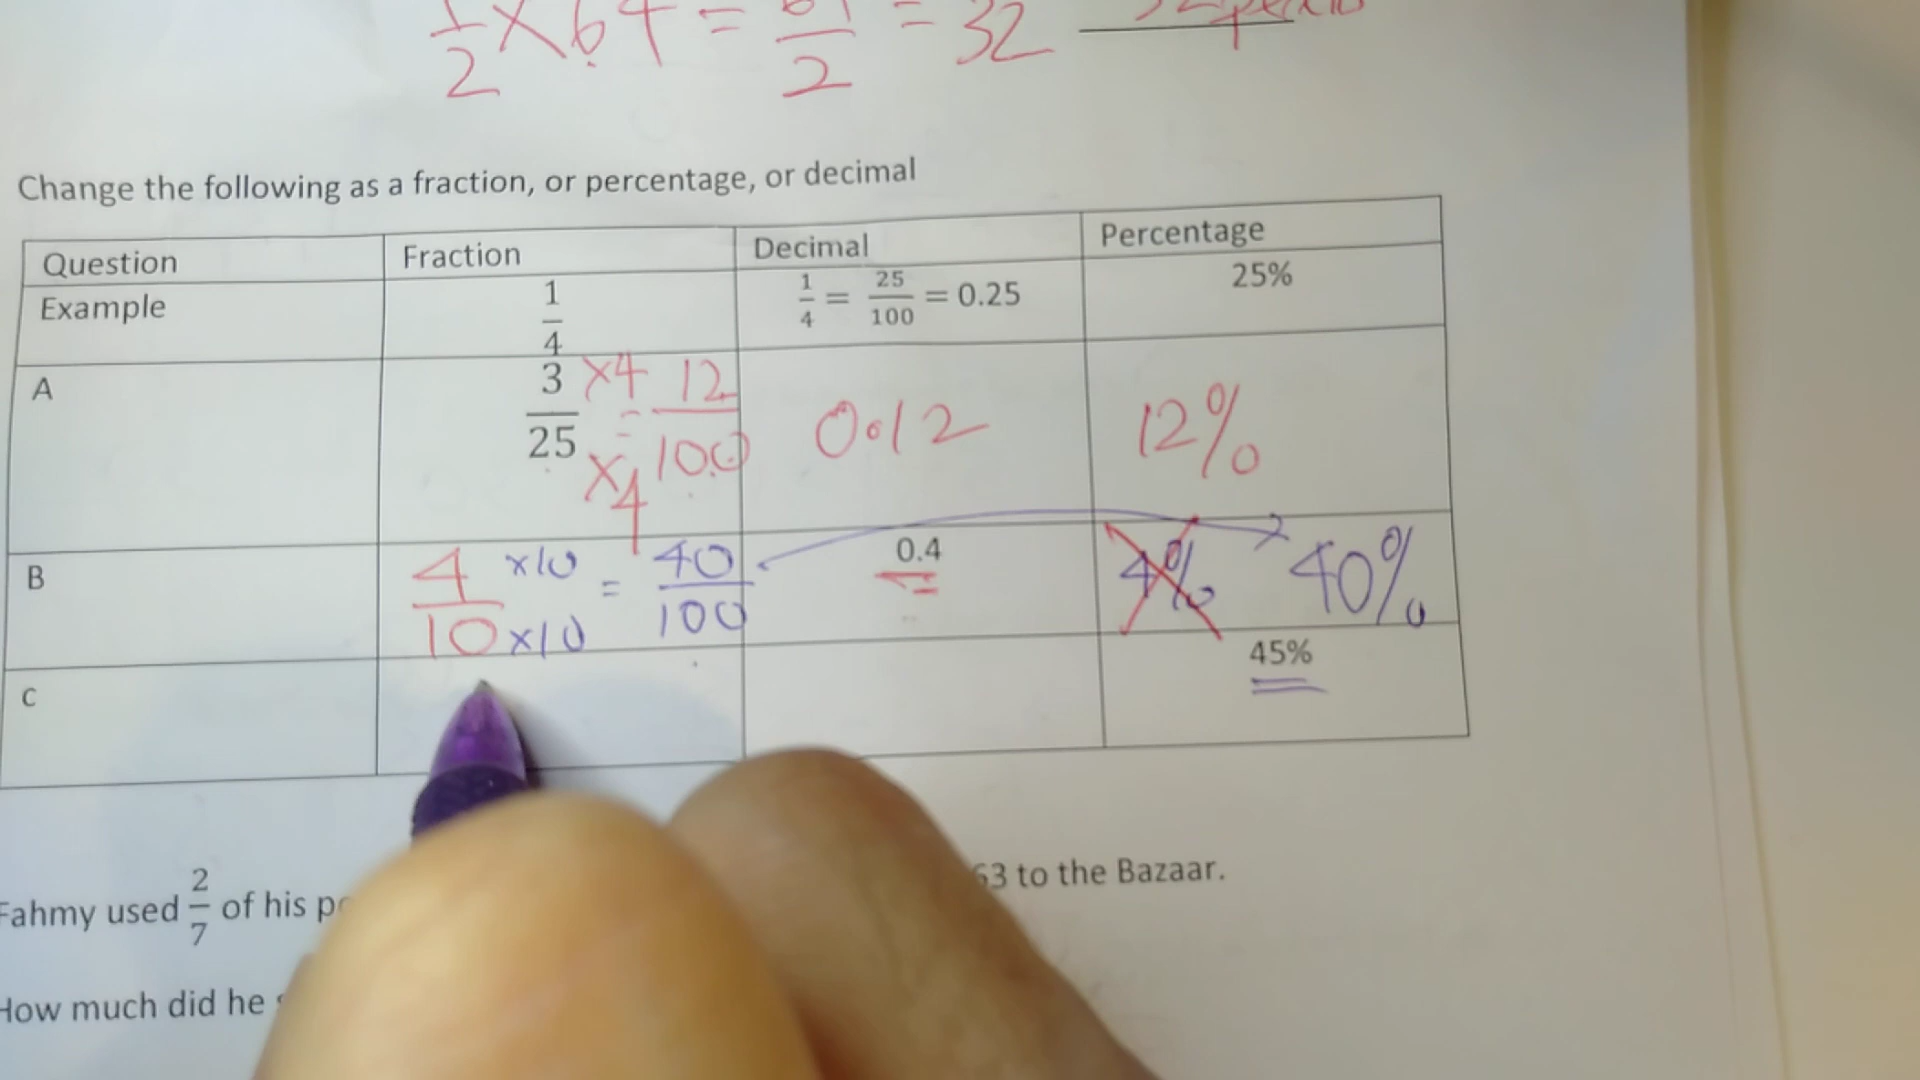 1/2 × 64 = 64/2 = 32
Change the following as a fraction, or percentage, or decimal
Question Fraction Decimal Percentage
Example 1/4 1/4 = 25/100 = 0.25 25%
A 3/25 ×4 ×4 = 12/100 0.12 12%
B 4/10 ×10 ×10 = 40/100 0.4 4% 40%
C 45%
Fahmy used 2/7 of his 63 to the Bazaar.
How much did he